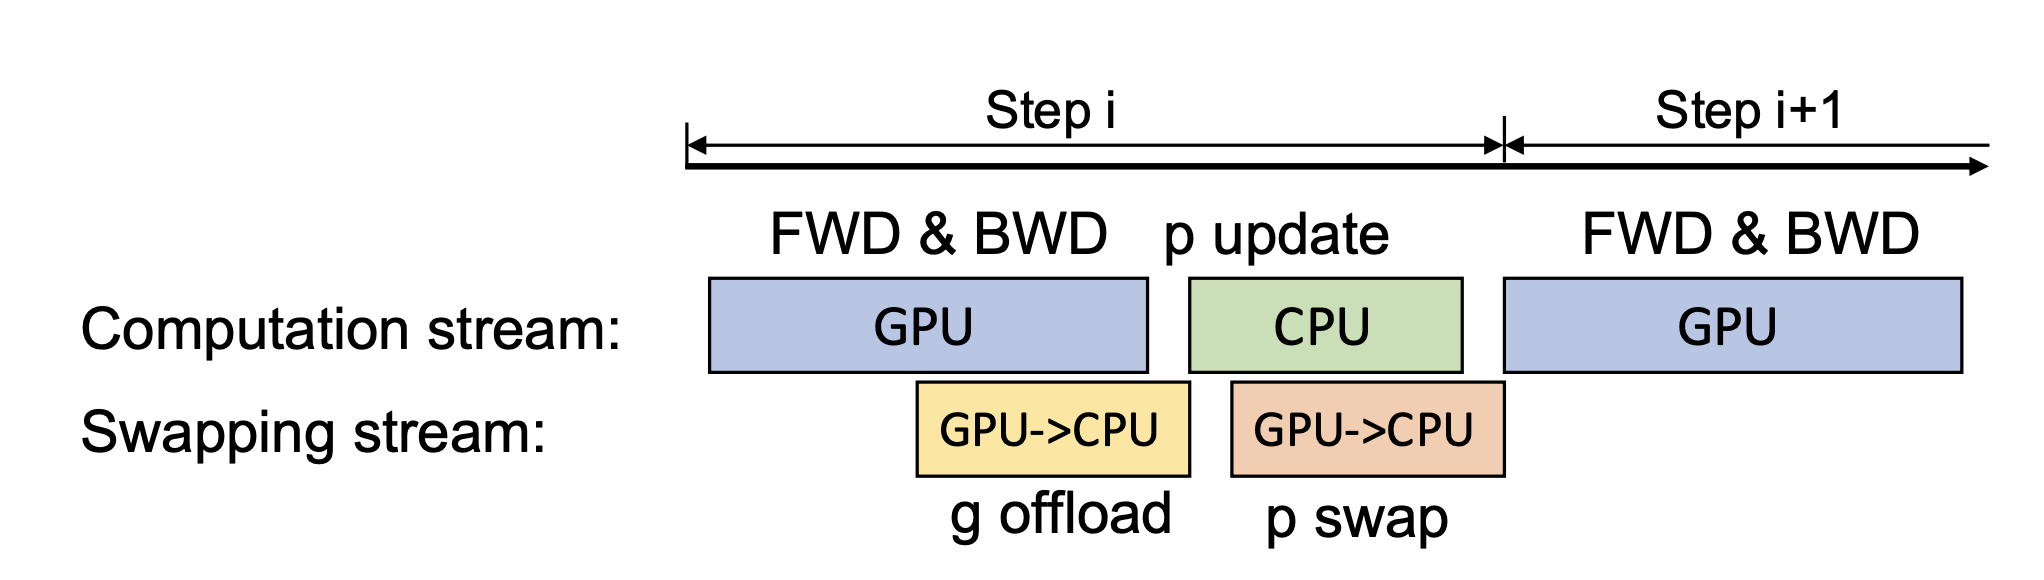 Step i Step i+1
FWD & BWD p update FWD & BWD
Computation stream: GPU CPU GPU
Swapping stream: GPU->CPU GPU->CPU
g offload p swap